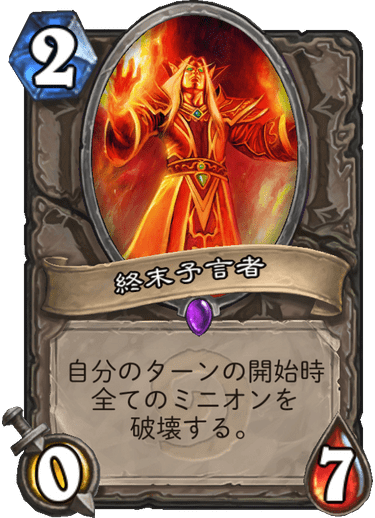 2
終末予言者
自分のターンの開始時
全てのミニオンを
破壊する。
0
7